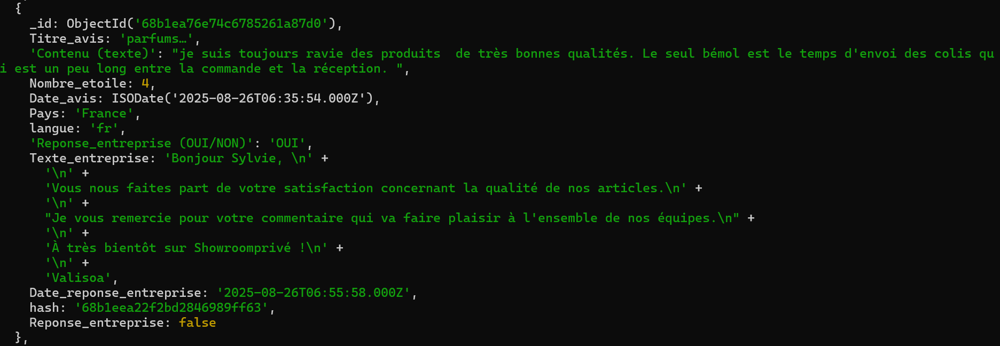 {
_id: ObjectId('68b1ea76e74c6785261a87d0'),
Titre_avis: 'parfums…',
'Contenu (texte)': "je suis toujours ravie des produits  de très bonnes qualités. Le seul bémol est le temps d'envoi des colis qu
i est un peu long entre la commande et la réception. ",
Nombre_etoile: 4,
Date_avis: ISODate('2025-08-26T06:35:54.000Z'),
Pays: 'France',
langue: 'fr',
'Reponse_entreprise (OUI/NON)': 'OUI',
Texte_entreprise: 'Bonjour Sylvie, \n' +
'\n' +
'Vous nous faites part de votre satisfaction concernant la qualité de nos articles.\n' +
'\n' +
"Je vous remercie pour votre commentaire qui va faire plaisir à l'ensemble de nos équipes.\n" +
'\n' +
'À très bientôt sur Showroomprivé !\n' +
'\n' +
'Valisoa',
Date_reponse_entreprise: '2025-08-26T06:55:58.000Z',
hash: '68b1eea22f2bd2846989ff63',
Reponse_entreprise: false
},